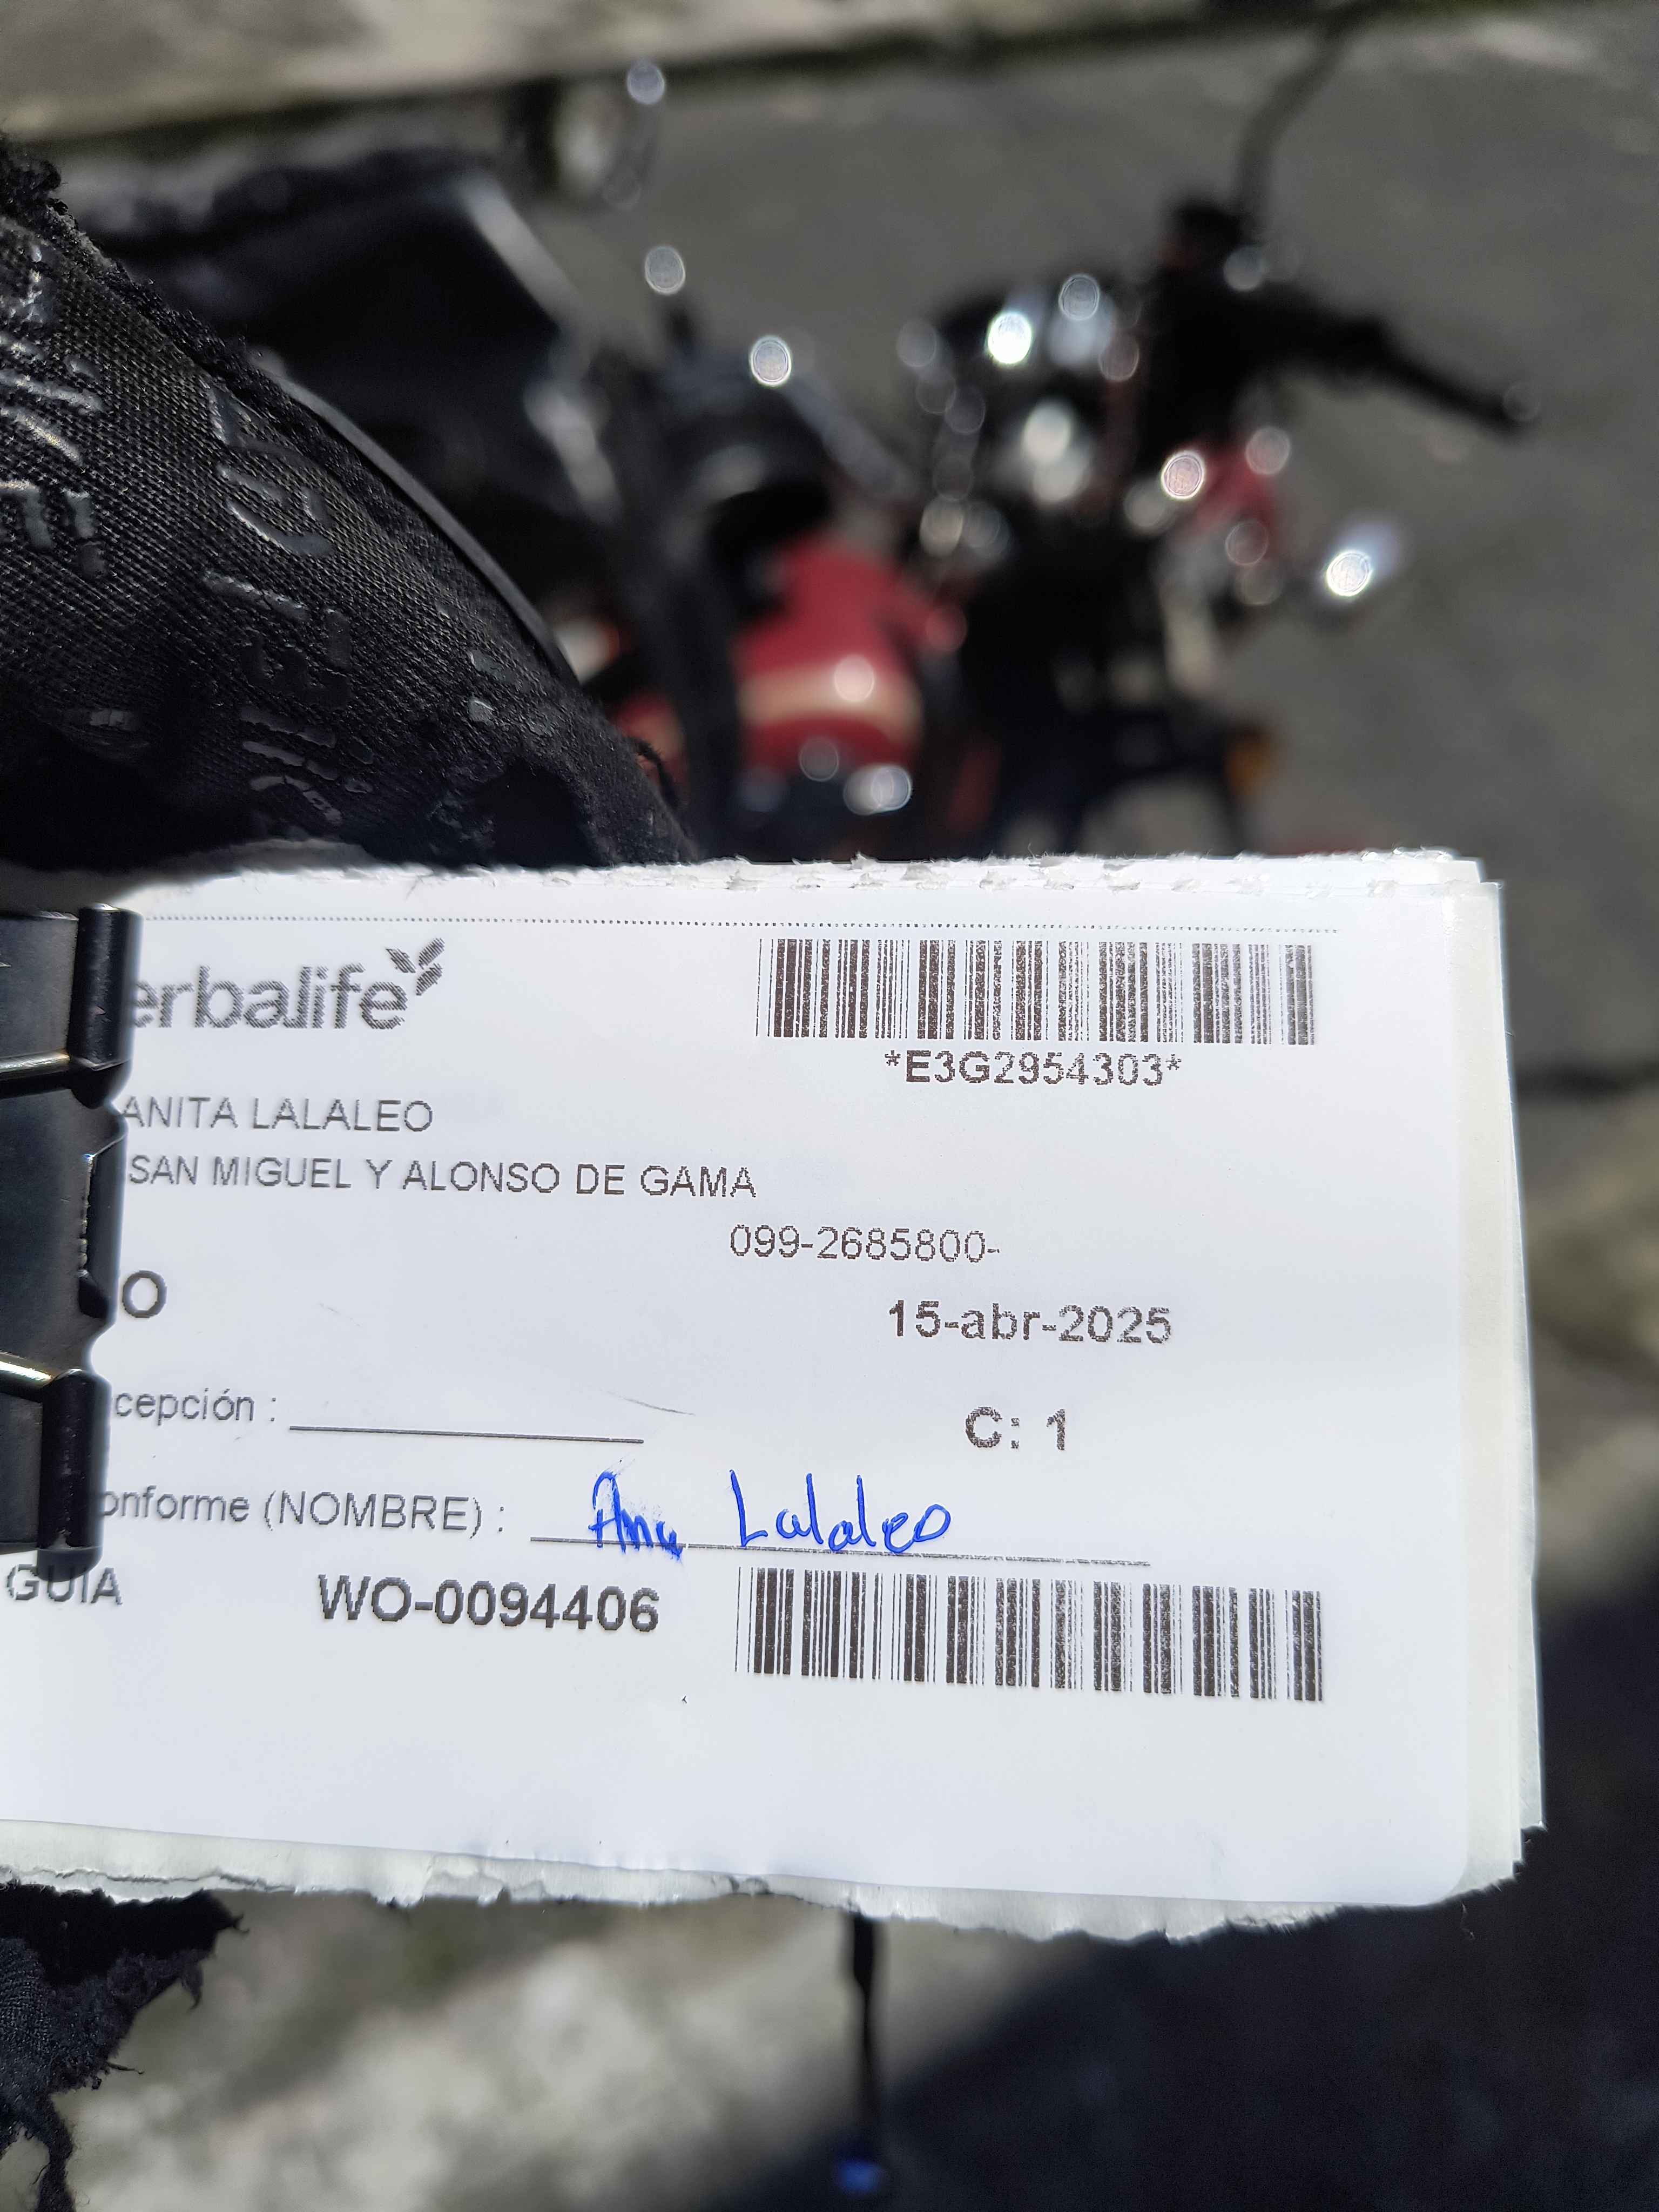 erbalife
*E3G2954303*
ANITA LALALEO
SAN MIGUEL Y ALONSO DE GAMA
099-2685800-
O
15-abr-2025
cepción :
C: 1
onforme (NOMBRE) : Ana Lalaleo
GUIA WO-0094406